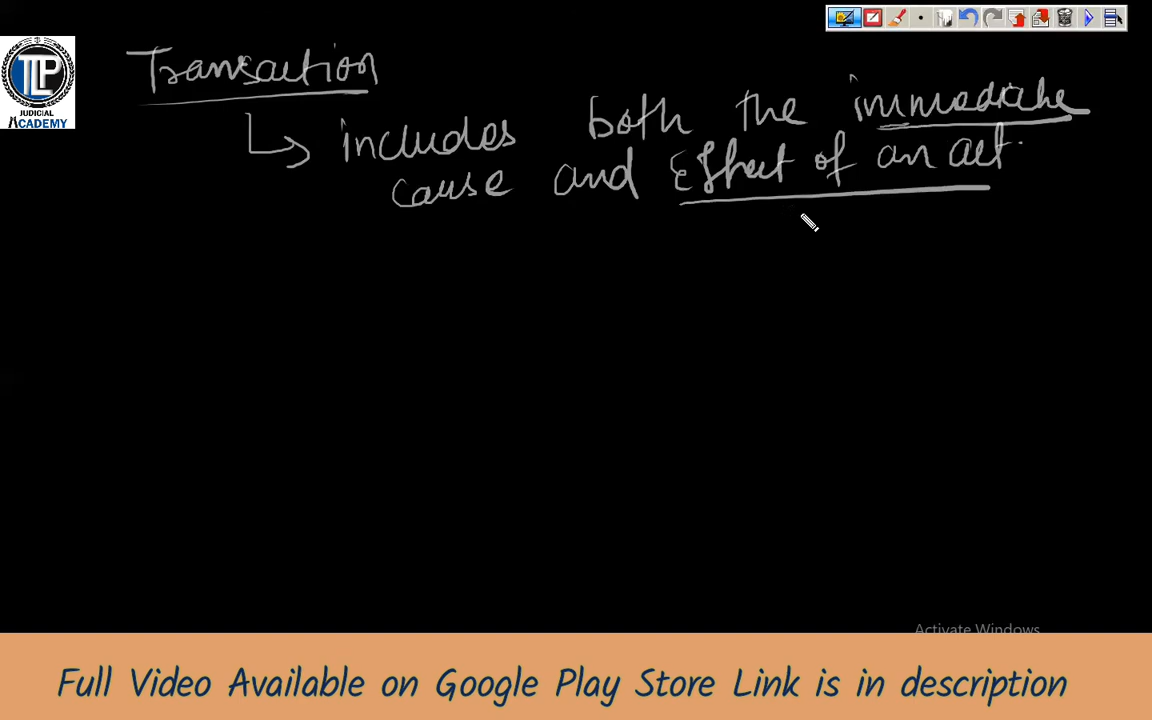 TLP
JUDICIAL
ACADEMY
Transaction
includes both the immediate
cause and Effect of an act.
Activate Windows
Full Video Available on Google Play Store Link is in description